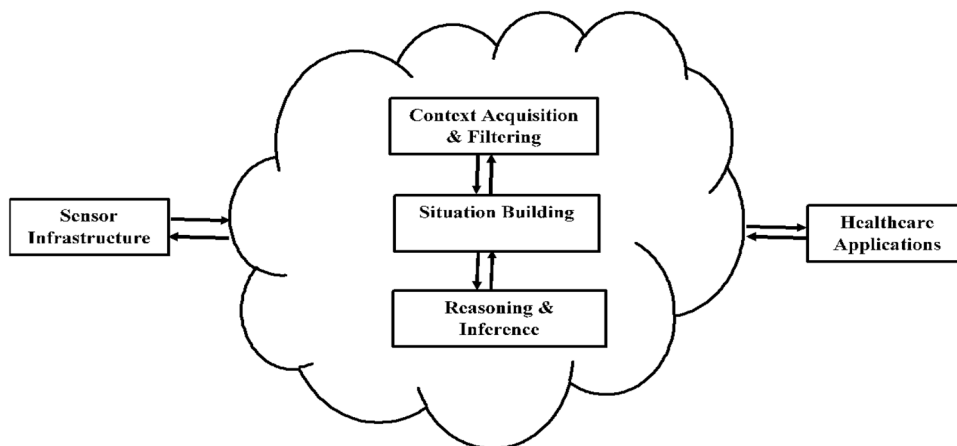 Context Acquisition
& Filtering
Sensor
Infrastructure
Situation Building
Healthcare
Applications
Reasoning &
Inference